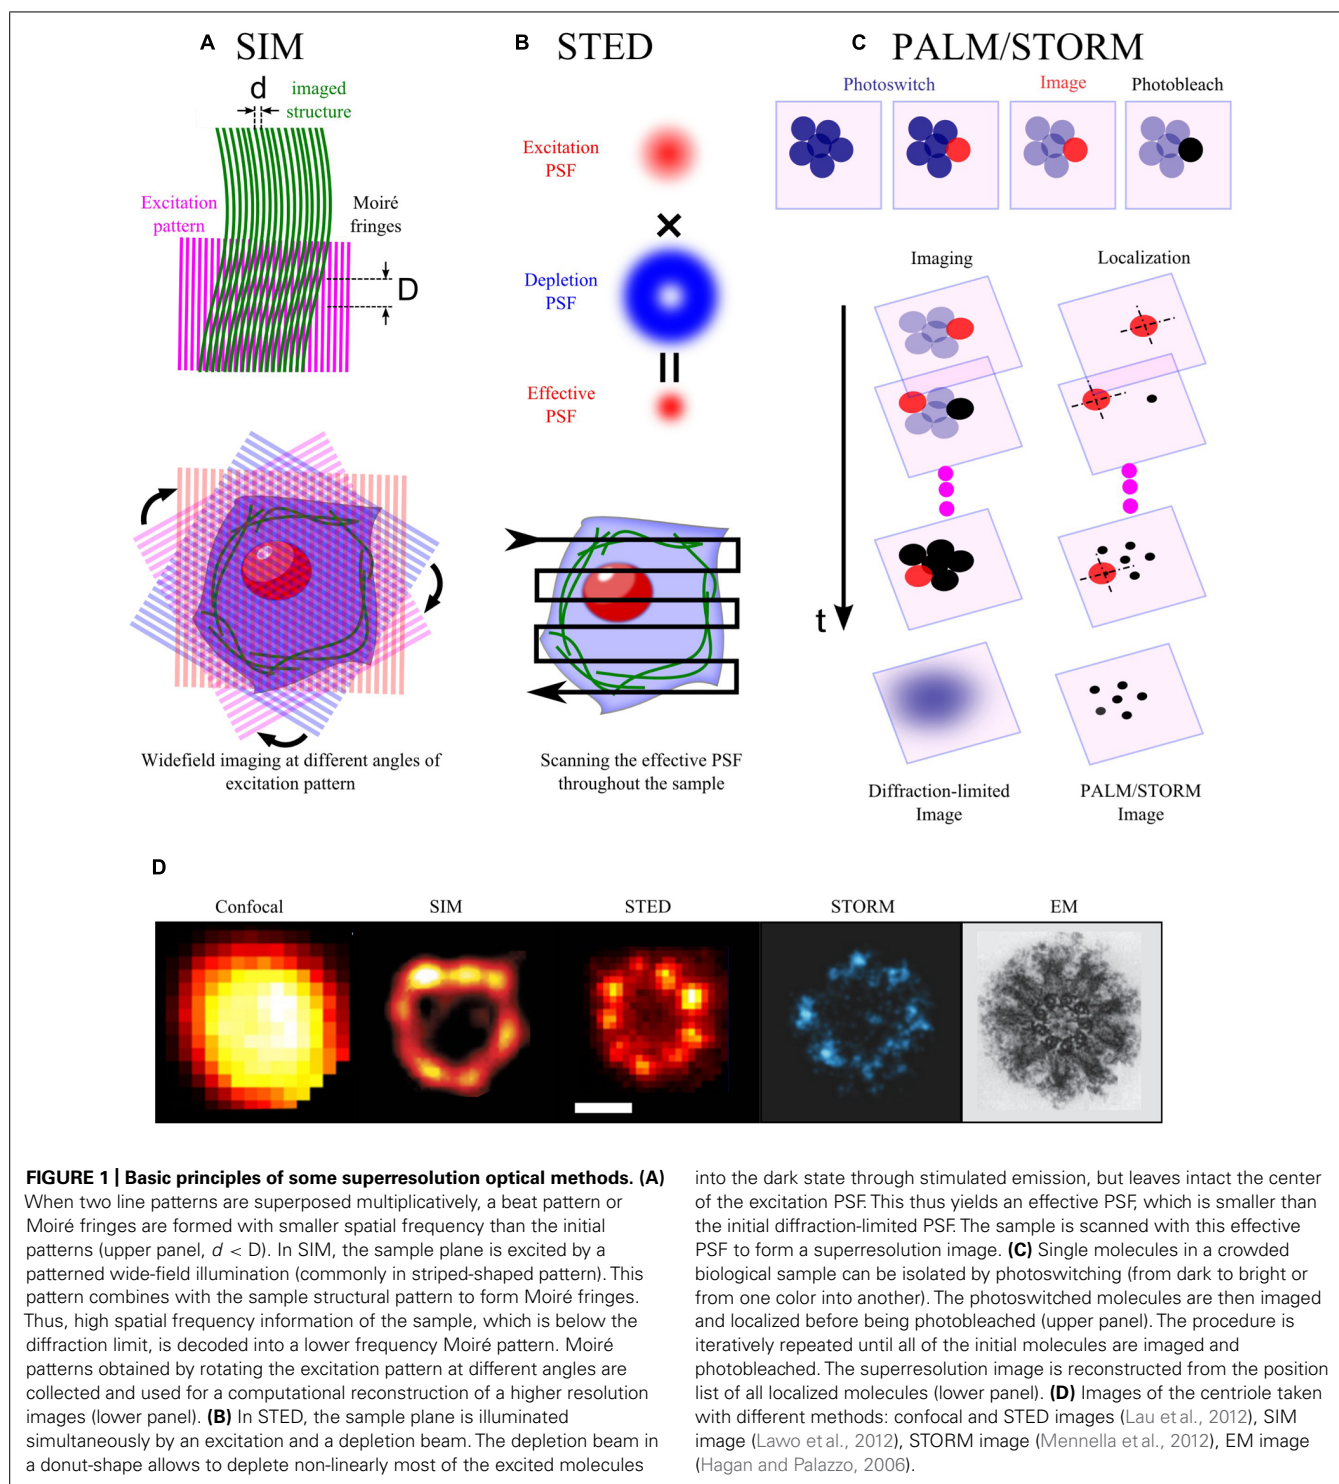 A SIM
d
imaged
structure
Excitation
pattern
Moiré
fringes
D
Widefield imaging at different angles of
excitation pattern
B STED
Excitation
PSF
×
Depletion
PSF
=
Effective
PSF
Scanning the effective PSF
throughout the sample
C PALM/STORM
Photoswitch Image Photobleach
Imaging Localization
t
Diffraction-limited
Image
PALM/STORM
Image
D
Confocal SIM STED STORM EM
FIGURE 1 | Basic principles of some superresolution optical methods. (A)
When two line patterns are superposed multiplicatively, a beat pattern or
Moiré fringes are formed with smaller spatial frequency than the initial
patterns (upper panel, d < D). In SIM, the sample plane is excited by a
patterned wide-field illumination (commonly in striped-shaped pattern). This
pattern combines with the sample structural pattern to form Moiré fringes.
Thus, high spatial frequency information of the sample, which is below the
diffraction limit, is decoded into a lower frequency Moiré pattern. Moiré
patterns obtained by rotating the excitation pattern at different angles are
collected and used for a computational reconstruction of a higher resolution
images (lower panel). (B) In STED, the sample plane is illuminated
simultaneously by an excitation and a depletion beam. The depletion beam in
a donut-shape allows to deplete non-linearly most of the excited molecules
into the dark state through stimulated emission, but leaves intact the center
of the excitation PSF. This thus yields an effective PSF, which is smaller than
the initial diffraction-limited PSF. The sample is scanned with this effective
PSF to form a superresolution image. (C) Single molecules in a crowded
biological sample can be isolated by photoswitching (from dark to bright or
from one color into another). The photoswitched molecules are then imaged
and localized before being photobleached (upper panel). The procedure is
iteratively repeated until all of the initial molecules are imaged and
photobleached. The superresolution image is reconstructed from the position
list of all localized molecules (lower panel). (D) Images of the centriole taken
with different methods: confocal and STED images (Lau et al., 2012), SIM
image (Lawo et al., 2012), STORM image (Mennella et al., 2012), EM image
(Hagan and Palazzo, 2006).